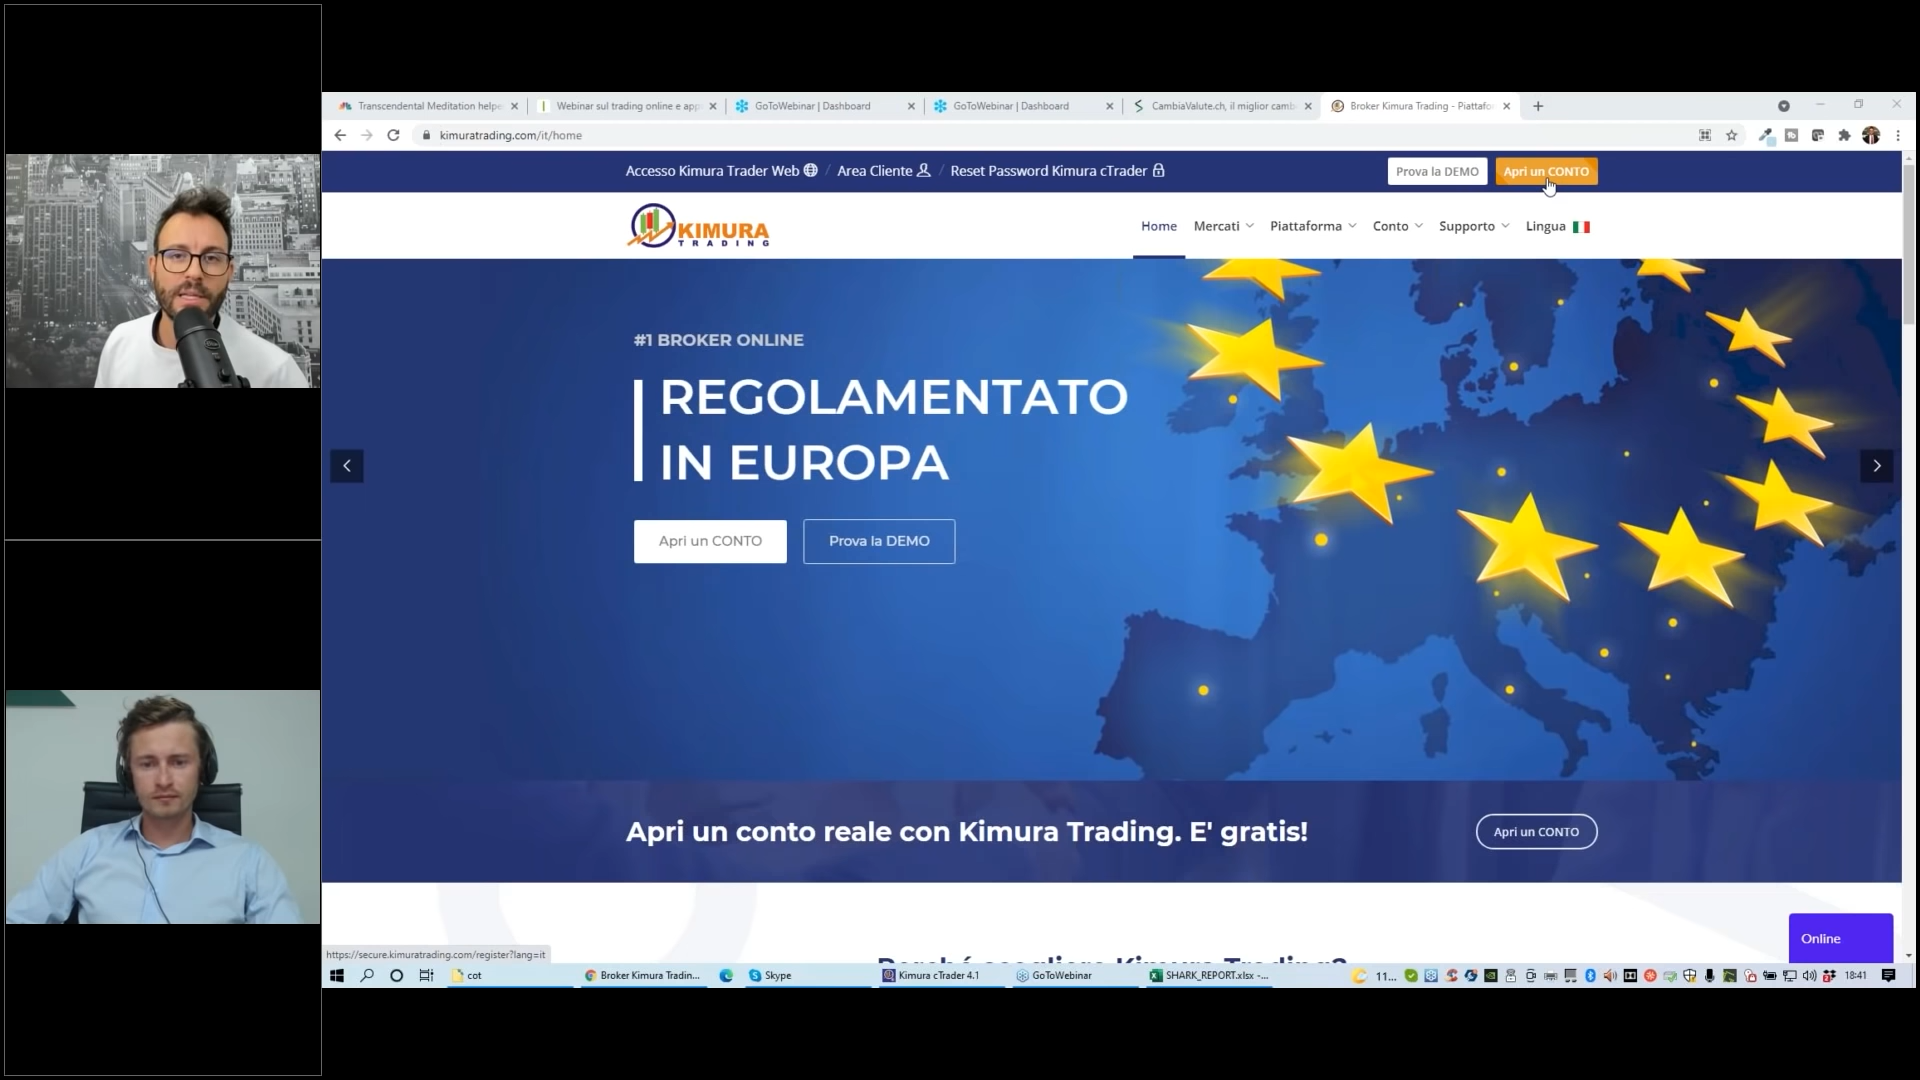 Transcendental Meditation helpe
Webinar sul trading online e app
GoToWebinar | Dashboard
GoToWebinar | Dashboard
CambiaValute.ch, il miglior camb
Broker Kimura Trading - Piattafo
kimuratrading.com/it/home
Accesso Kimura Trader Web / Area Cliente / Reset Password Kimura cTrader
Prova la DEMO
Apri un CONTO
KIMURA
TRADING
Home
Mercati
Piattaforma
Conto
Supporto
Lingua
#1 BROKER ONLINE
REGOLAMENTATO
IN EUROPA
Apri un CONTO
Prova la DEMO
Apri un conto reale con Kimura Trading. E' gratis!
Apri un CONTO
Online
https://secure.kimuratrading.com/register?lang=it
cot
Broker Kimura Tradin...
Skype
Kimura cTrader 4.1
GoToWebinar
SHARK_REPORT.xlsx -...
11...
18:41